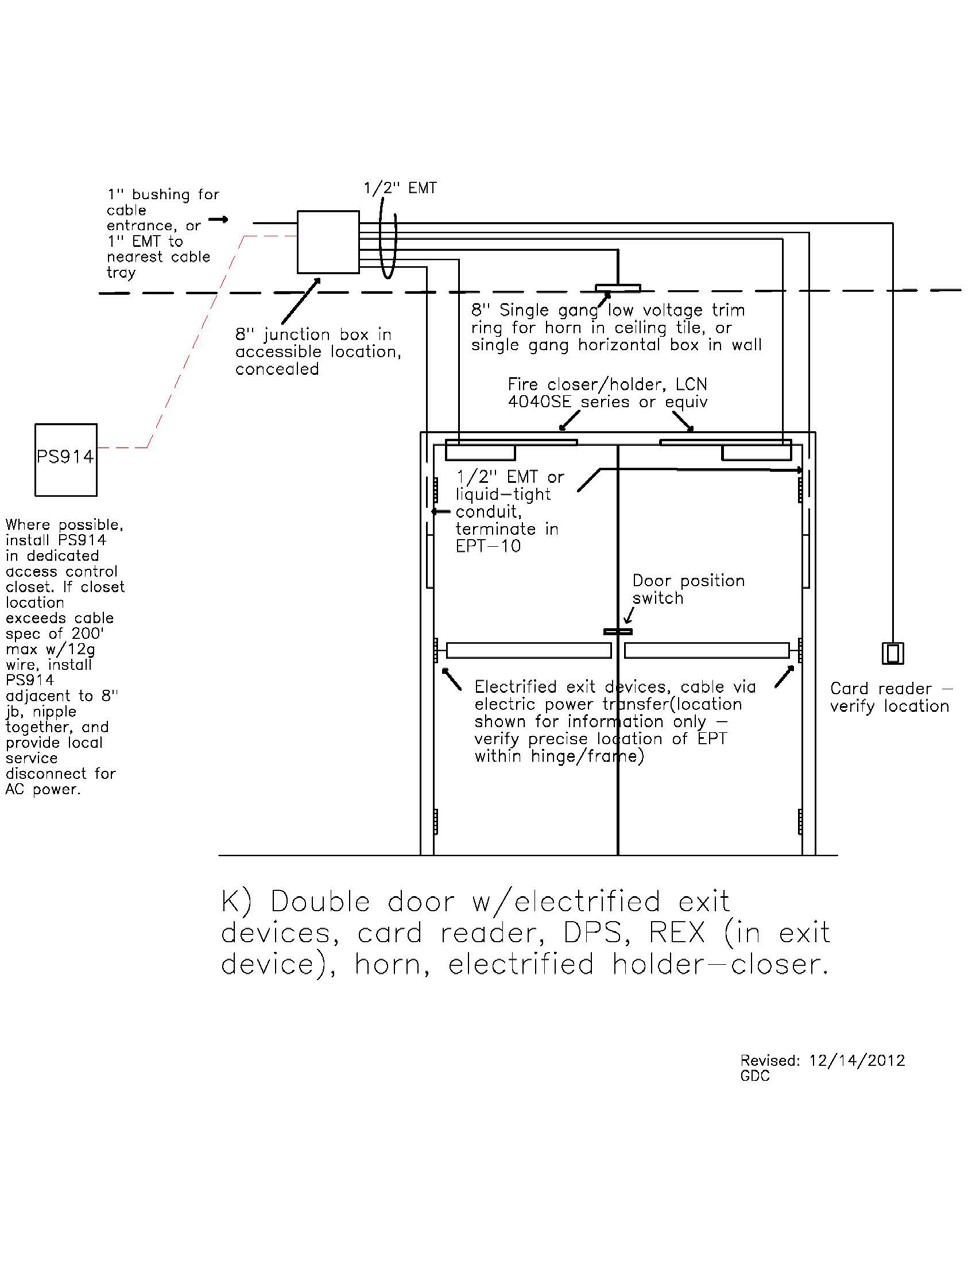 1" bushing for
cable
entrance, or
1" EMT to
nearest cable
tray
1/2" EMT
8" junction box in
accessible location,
concealed
8" Single gang low voltage trim
ring for horn in ceiling tile, or
single gang horizontal box in wall
Fire closer/holder, LCN
4040SE series or equiv
PS914
1/2" EMT or
liquid-tight
conduit,
terminate in
EPT-10
Where possible,
install PS914
in dedicated
access control
closet. If closet
location
exceeds cable
spec of 200'
max w/12g
wire, install
PS914
adjacent to 8"
jb, nipple
together, and
provide local
service
disconnect for
AC power.
Door position
switch
Electrified exit devices, cable via
electric power transfer(location
shown for information only -
verify precise location of EPT
within hinge/frame)
Card reader -
verify location
K) Double door w/electrified exit
devices, card reader, DPS, REX (in exit
device), horn, electrified holder-closer.
Revised: 12/14/2012
GDC